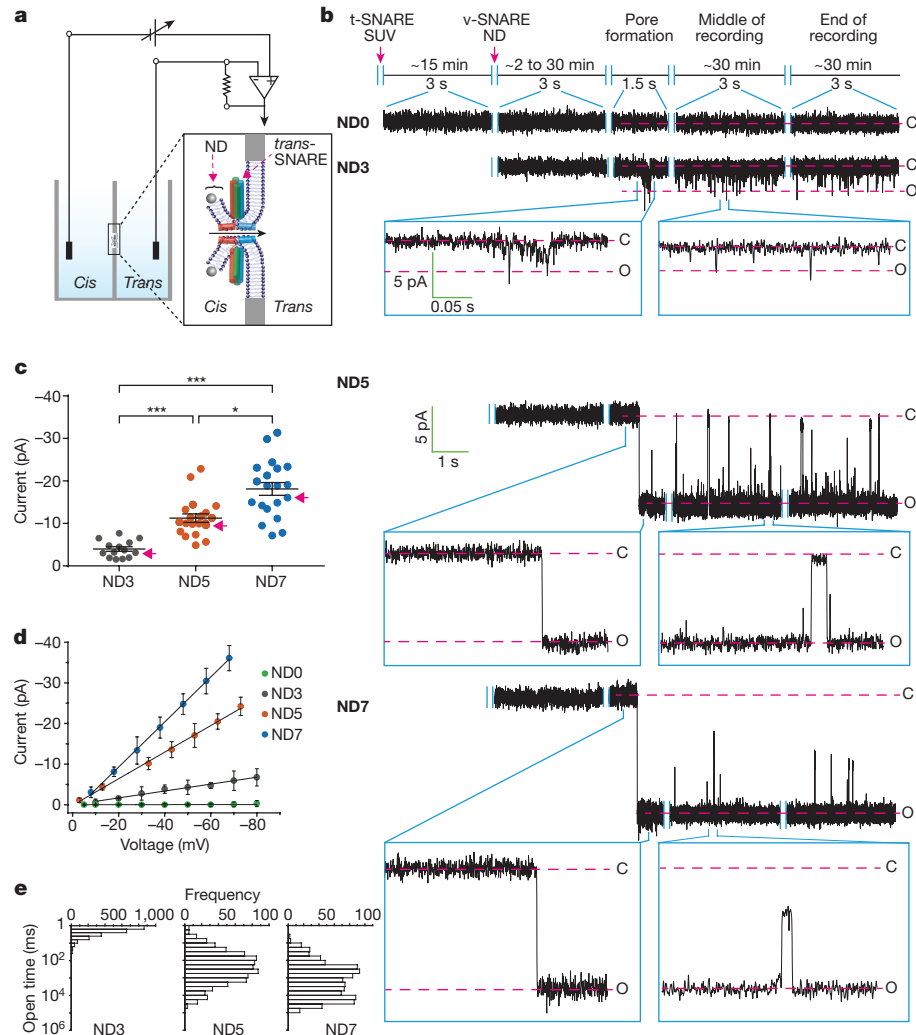 a
ND
trans-
SNARE
Cis
Trans
Cis
Trans
b
t-SNARE
SUV
v-SNARE
ND
Pore
formation
Middle of
recording
End of
recording
~15 min
~2 to 30 min
~30 min
~30 min
3 s
3 s
1.5 s
3 s
3 s
ND0
C
ND3
C
O
C
O
5 pA
0.05 s
C
O
c
Current (pA)
–40
–30
–20
–10
0
***
***
*
ND3
ND5
ND7
ND5
5 pA
1 s
C
O
C
O
C
O
d
Current (pA)
–40
–30
–20
–10
0
ND0
ND3
ND5
ND7
0
–20
–40
–60
–80
Voltage (mV)
ND7
C
O
C
O
C
O
e
Frequency
0
500
1,000
0
50
100
0
50
100
Open time (ms)
1
10²
10⁴
10⁶
ND3
ND5
ND7